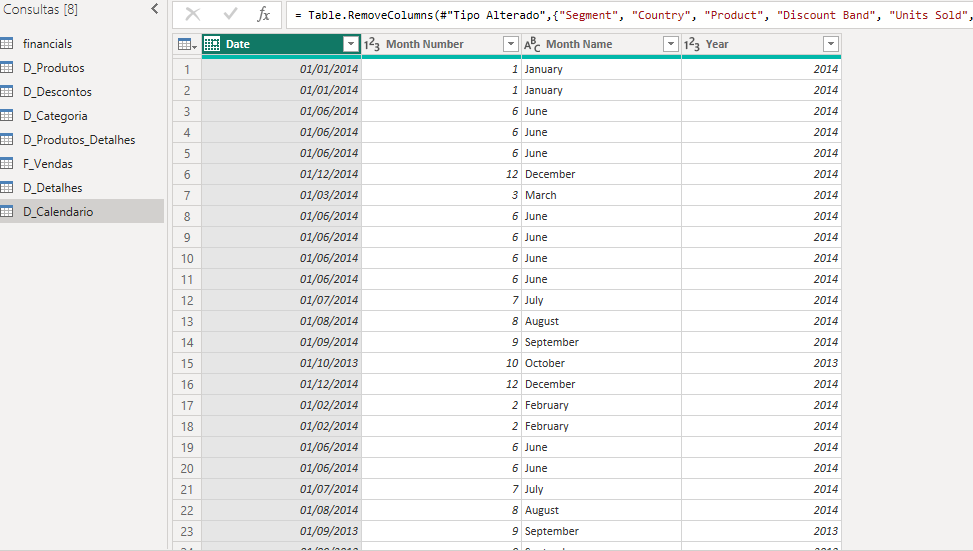 Consultas [8]
fx
= Table.RemoveColumns(#"Tipo Alterado",{"Segment", "Country", "Product", "Discount Band", "Units Sold",
financials
D_Produtos
D_Descontos
D_Categoria
D_Produtos_Detalhes
F_Vendas
D_Detalhes
D_Calendario
Date 1²3 Month Number ABC Month Name 1²3 Year
1 01/01/2014 1 January 2014
2 01/01/2014 1 January 2014
3 01/06/2014 6 June 2014
4 01/06/2014 6 June 2014
5 01/06/2014 6 June 2014
6 01/12/2014 12 December 2014
7 01/03/2014 3 March 2014
8 01/06/2014 6 June 2014
9 01/06/2014 6 June 2014
10 01/06/2014 6 June 2014
11 01/06/2014 6 June 2014
12 01/07/2014 7 July 2014
13 01/08/2014 8 August 2014
14 01/09/2014 9 September 2014
15 01/10/2013 10 October 2013
16 01/12/2014 12 December 2014
17 01/02/2014 2 February 2014
18 01/02/2014 2 February 2014
19 01/06/2014 6 June 2014
20 01/06/2014 6 June 2014
21 01/07/2014 7 July 2014
22 01/08/2014 8 August 2014
23 01/09/2013 9 September 2013